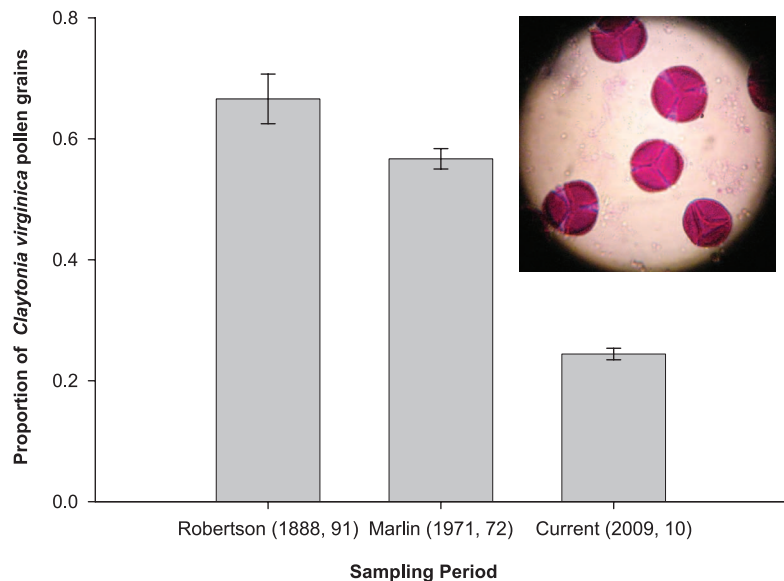 Proportion of Claytonia virginica pollen grains
0.8
0.6
0.4
0.2
0.0
Robertson (1888, 91) Marlin (1971, 72) Current (2009, 10)
Sampling Period